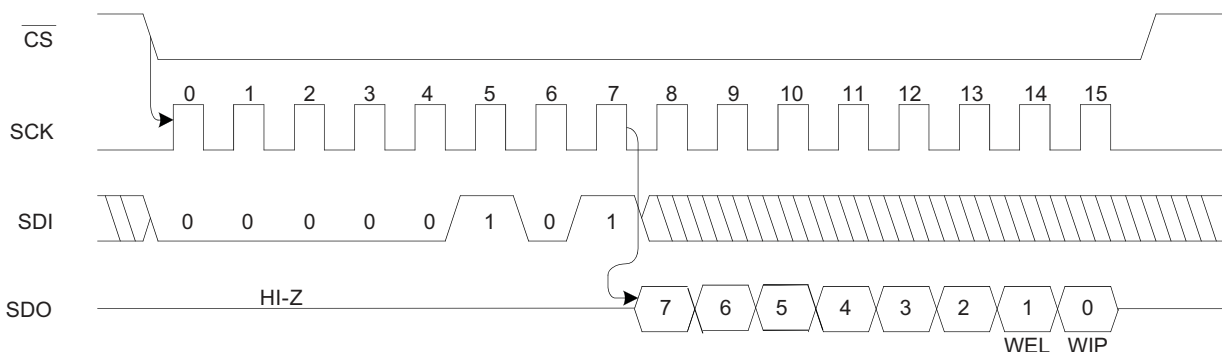 CS
0 1 2 3 4 5 6 7 8 9 10 11 12 13 14 15
SCK
SDI 0 0 0 0 0 1 0 1
HI-Z
SDO 7 6 5 4 3 2 1 0
WEL WIP